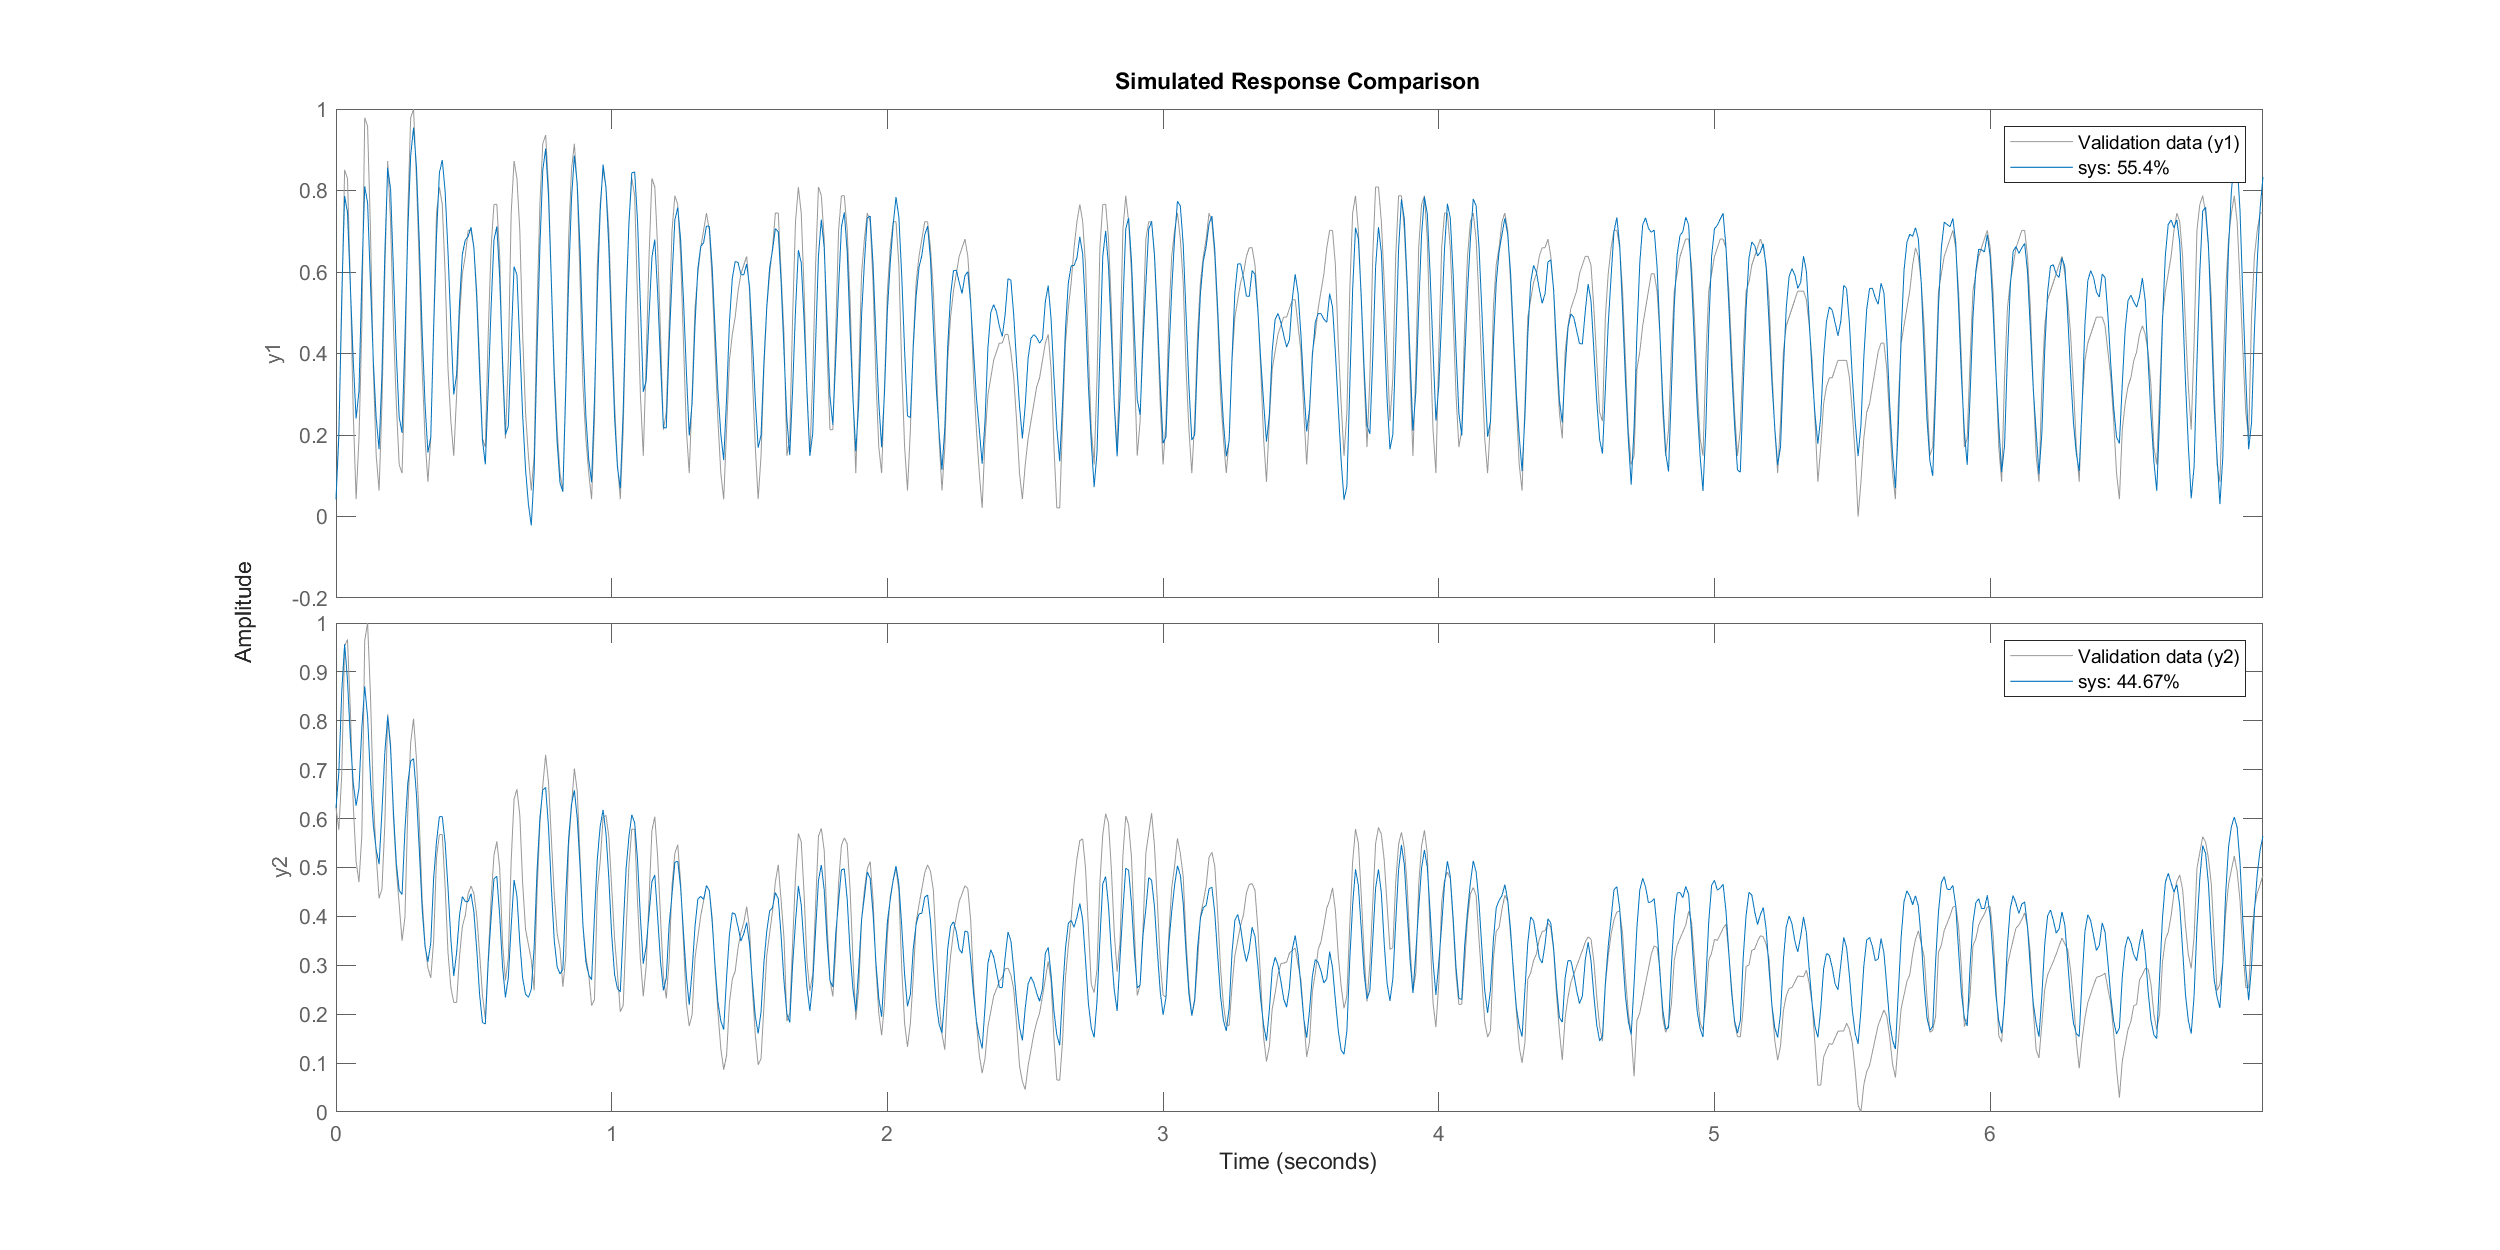 Simulated Response Comparison
1
0.8
0.6
0.4
0.2
0
-0.2
y1
Validation data (y1)
sys: 55.4%
Amplitude
1
0.9
0.8
0.7
0.6
0.5
0.4
0.3
0.2
0.1
0
y2
Validation data (y2)
sys: 44.67%
0 1 2 3 4 5 6
Time (seconds)